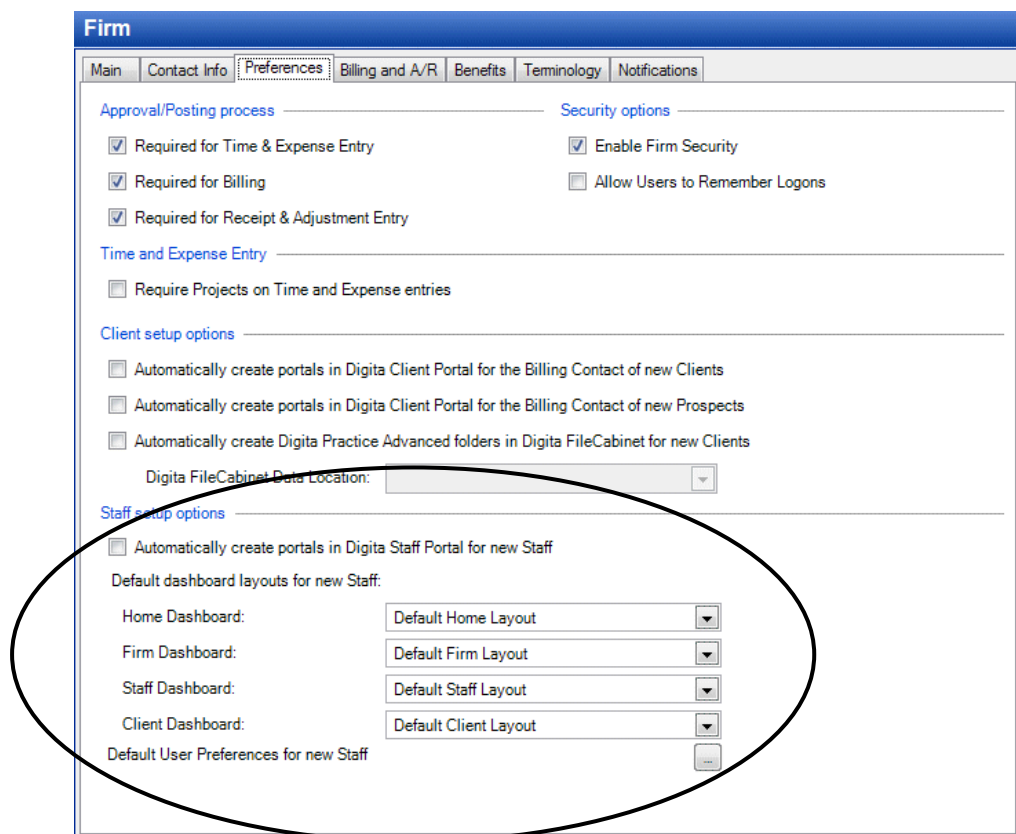 Firm
Main Contact Info Preferences Billing and A/R Benefits Terminology Notifications
Approval/Posting process Security options
Required for Time & Expense Entry Enable Firm Security
Required for Billing Allow Users to Remember Logons
Required for Receipt & Adjustment Entry
Time and Expense Entry
Require Projects on Time and Expense entries
Client setup options
Automatically create portals in Digita Client Portal for the Billing Contact of new Clients
Automatically create portals in Digita Client Portal for the Billing Contact of new Prospects
Automatically create Digita Practice Advanced folders in Digita FileCabinet for new Clients
Digita FileCabinet Data Location:
Staff setup options
Automatically create portals in Digita Staff Portal for new Staff
Default dashboard layouts for new Staff:
Home Dashboard: Default Home Layout
Firm Dashboard: Default Firm Layout
Staff Dashboard: Default Staff Layout
Client Dashboard: Default Client Layout
Default User Preferences for new Staff ...